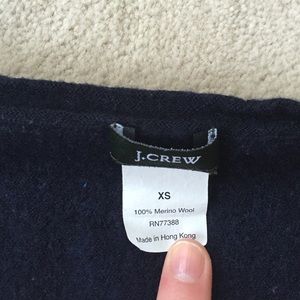 J.CREW
XS
100% Merino Wool
RN77388
Made in Hong Kong